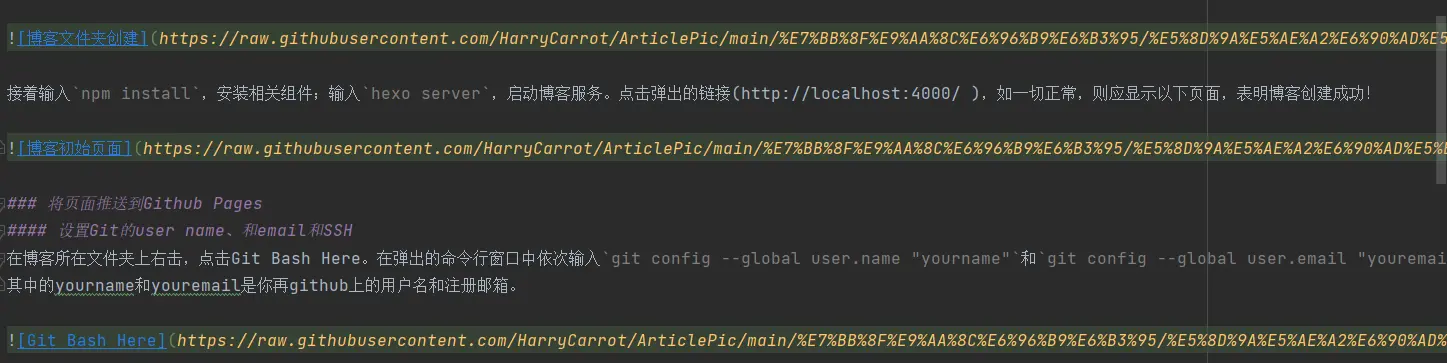 ![博客文件夹创建](https://raw.githubusercontent.com/HarryCarrot/ArticlePic/main/%E7%BB%8F%E9%AA%8C%E6%96%B9%E6%B3%95/%E5%8D%9A%E5%AE%A2%E6%90%AD%E5
接着输入`npm install`，安装相关组件；输入`hexo server`，启动博客服务。点击弹出的链接(http://localhost:4000/ )，如一切正常，则应显示以下页面，表明博客创建成功！
![博客初始页面](https://raw.githubusercontent.com/HarryCarrot/ArticlePic/main/%E7%BB%8F%E9%AA%8C%E6%96%B9%E6%B3%95/%E5%8D%9A%E5%AE%A2%E6%90%AD%E5%B
### 将页面推送到Github Pages
#### 设置Git的user name、和email和SSH
在博客所在文件夹上右击，点击Git Bash Here。在弹出的命令行窗口中依次输入`git config --global user.name "yourname"`和`git config --global user.email "youremai
其中的yourname和youremail是你再github上的用户名和注册邮箱。
![Git Bash Here](https://raw.githubusercontent.com/HarryCarrot/ArticlePic/main/%E7%BB%8F%E9%AA%8C%E6%96%B9%E6%B3%95/%E5%8D%9A%E5%AE%A2%E6%90%AD%